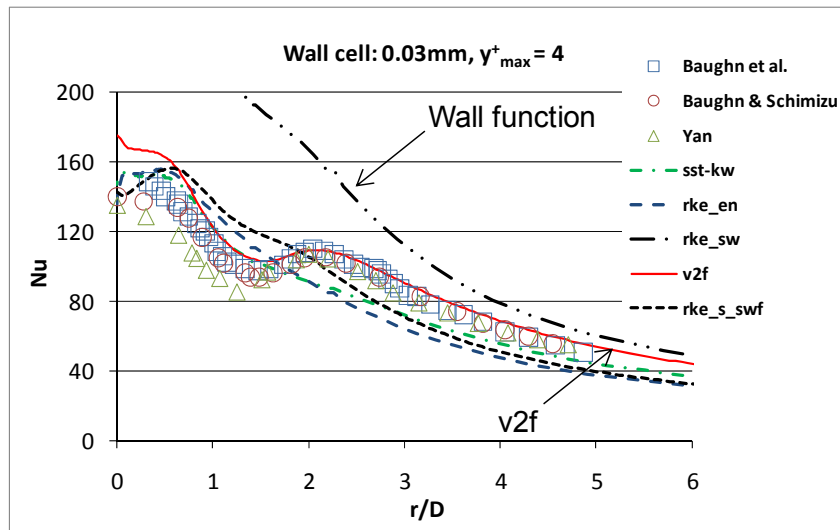 Wall cell: 0.03mm, y+max = 4
200
160
120
80
40
0
Nu
0 1 2 3 4 5 6
r/D
Wall function
v2f
Baughn et al.
Baughn & Schimizu
Yan
sst-kw
rke_en
rke_sw
v2f
rke_s_swf